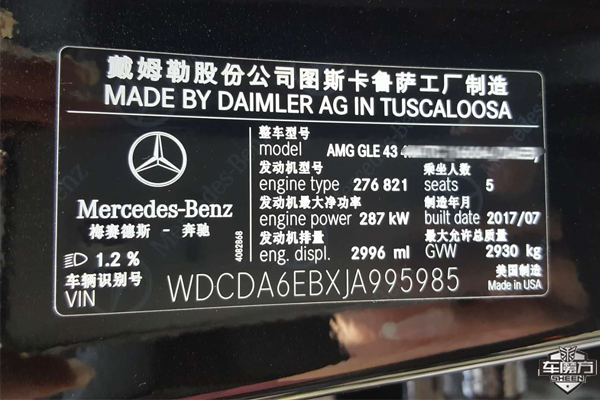 戴姆勒股份公司图斯卡鲁萨工厂制造
MADE BY DAIMLER AG IN TUSCALOOSA
整车型号
model AMG GLE 43
发动机型号 乘坐人数
engine type 276 821 seats 5
发动机最大净功率 制造年月
engine power 287 kW built date 2017/07
发动机排量 最大允许总质量
eng. displ. 2996 ml GVW 2930 kg
Mercedes-Benz
梅赛德斯 - 奔驰
4082868
1.2 %
车辆识别号
VIN WDCDA6EBXJA995985
美国制造
Made in USA
车魔方
SHEEN